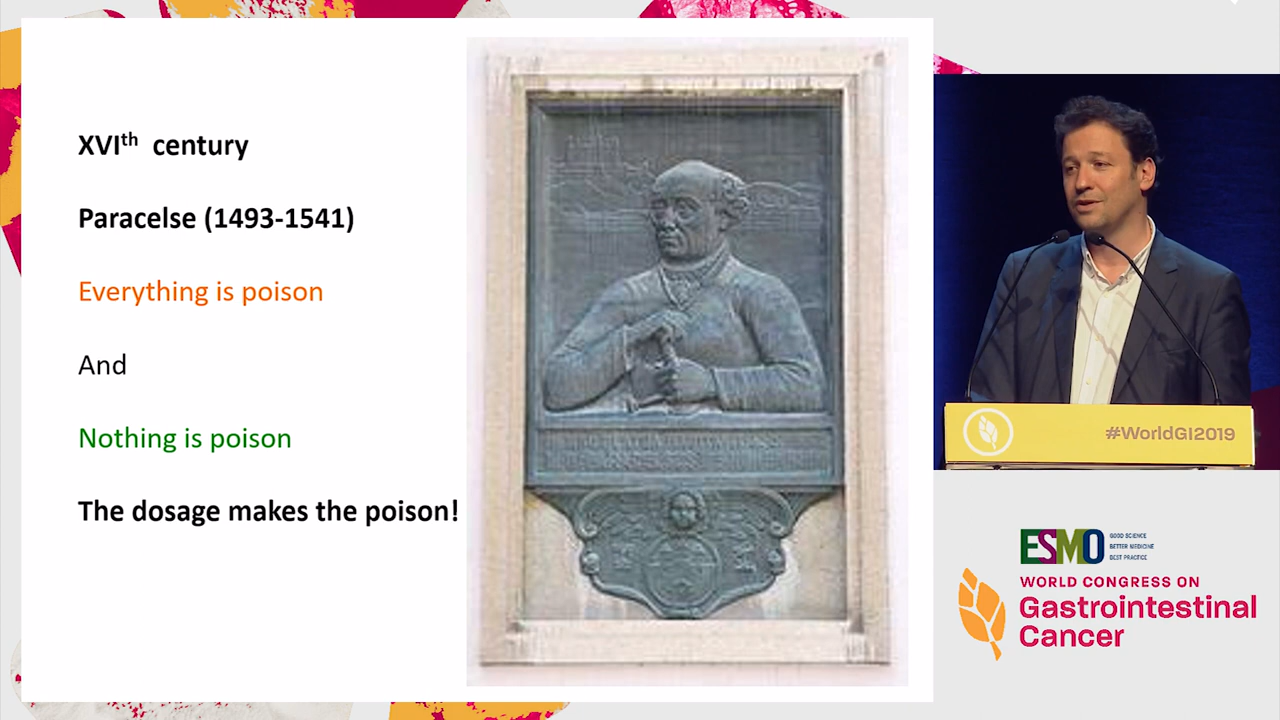 XVIth century
Paracelse (1493-1541)
Everything is poison
And
Nothing is poison
The dosage makes the poison!
#WorldGI2019
ESMO
GOOD SCIENCE
BETTER MEDICINE
BEST PRACTICE
WORLD CONGRESS ON
Gastrointestinal
Cancer